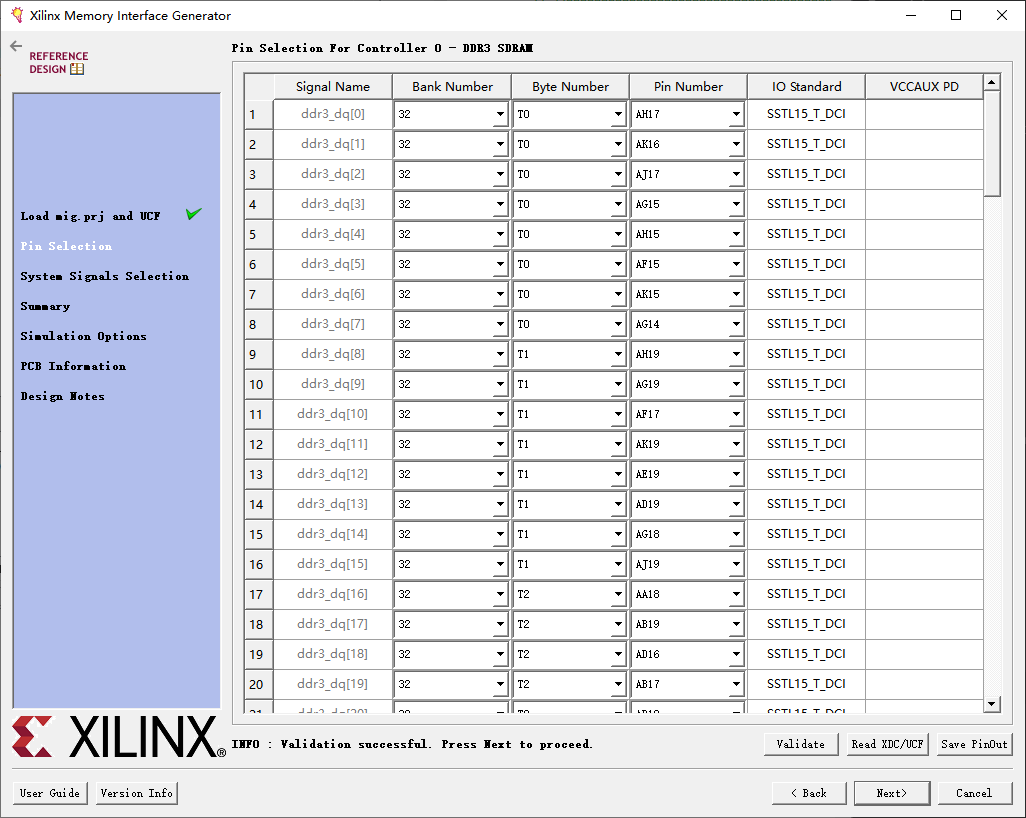 Xilinx Memory Interface Generator
REFERENCE
DESIGN
Load mig.prj and UCF
Pin Selection
System Signals Selection
Summary
Simulation Options
PCB Information
Design Notes
XILINX®
Pin Selection For Controller 0 - DDR3 SDRAM
Signal Name Bank Number Byte Number Pin Number IO Standard VCCAUX PD
1 ddr3_dq[0] 32 T0 AH17 SSTL15_T_DCI
2 ddr3_dq[1] 32 T0 AK16 SSTL15_T_DCI
3 ddr3_dq[2] 32 T0 AJ17 SSTL15_T_DCI
4 ddr3_dq[3] 32 T0 AG15 SSTL15_T_DCI
5 ddr3_dq[4] 32 T0 AH15 SSTL15_T_DCI
6 ddr3_dq[5] 32 T0 AF15 SSTL15_T_DCI
7 ddr3_dq[6] 32 T0 AK15 SSTL15_T_DCI
8 ddr3_dq[7] 32 T0 AG14 SSTL15_T_DCI
9 ddr3_dq[8] 32 T1 AH19 SSTL15_T_DCI
10 ddr3_dq[9] 32 T1 AG19 SSTL15_T_DCI
11 ddr3_dq[10] 32 T1 AF17 SSTL15_T_DCI
12 ddr3_dq[11] 32 T1 AK19 SSTL15_T_DCI
13 ddr3_dq[12] 32 T1 AE19 SSTL15_T_DCI
14 ddr3_dq[13] 32 T1 AD19 SSTL15_T_DCI
15 ddr3_dq[14] 32 T1 AG18 SSTL15_T_DCI
16 ddr3_dq[15] 32 T1 AJ19 SSTL15_T_DCI
17 ddr3_dq[16] 32 T2 AA18 SSTL15_T_DCI
18 ddr3_dq[17] 32 T2 AB19 SSTL15_T_DCI
19 ddr3_dq[18] 32 T2 AD16 SSTL15_T_DCI
20 ddr3_dq[19] 32 T2 AB17 SSTL15_T_DCI
INFO : Validation successful. Press Next to proceed.
Validate Read XDC/UCF Save PinOut
User Guide Version Info < Back Next> Cancel